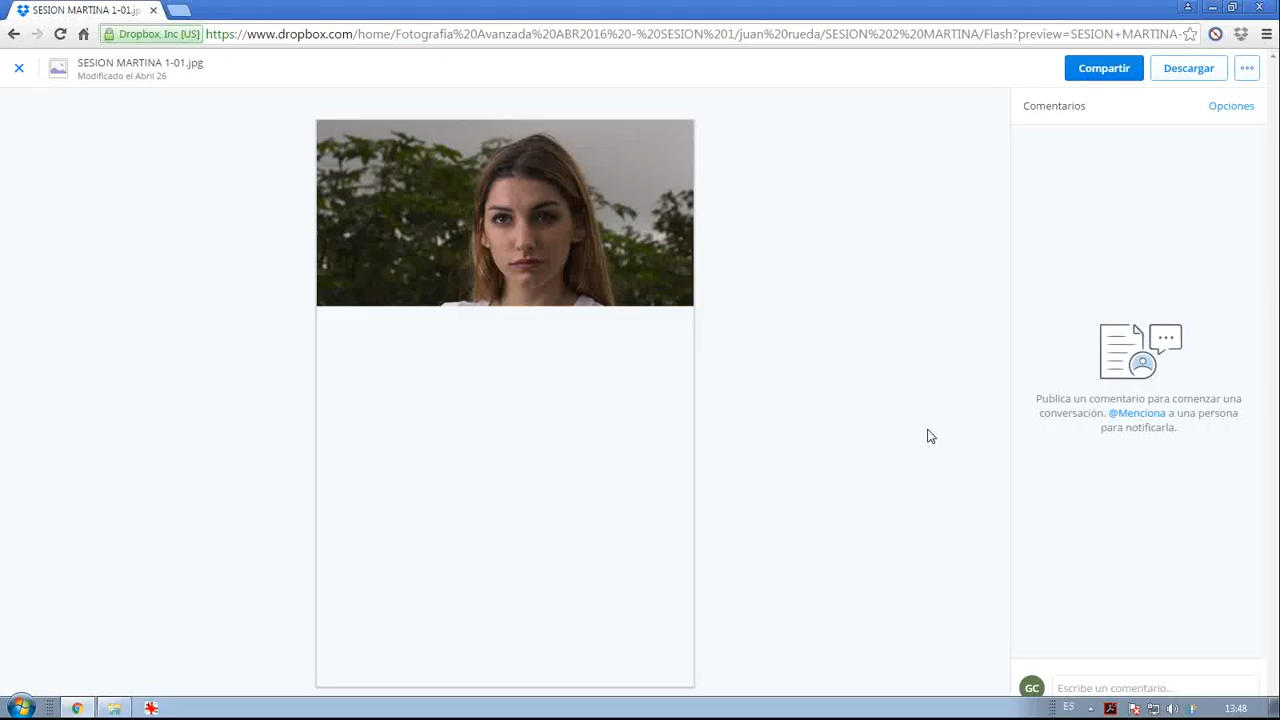 SESION MARTINA 1-01.jp
Dropbox, Inc [US]
https://www.dropbox.com/home/Fotografia%20Avanzada%20AR2016%20-%20SESION%201/juan%20rueda/SESION%202%20MARTINA/Flash?preview=SESION+MARTINA-
SESION MARTINA 1-01.jpg
Modificado el Abril 26
Compartir
Descargar
Comentarios
Opciones
Publica un comentario para comenzar una
conversación. @Menciona a una persona
para notificarla.
GC
Escribe un comentario...
ES
13:48